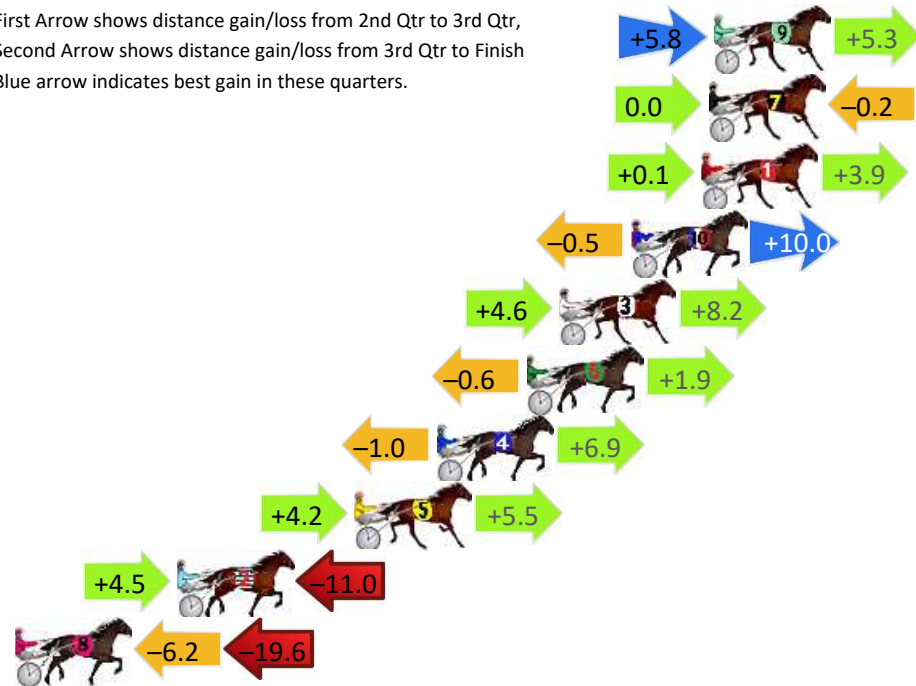 First Arrow shows distance gain/loss from 2nd Qtr to 3rd Qtr,
Second Arrow shows distance gain/loss from 3rd Qtr to Finish
Blue arrow indicates best gain in these quarters.
+5.8 9 +5.3
0.0 7 –0.2
+0.1 1 +3.9
–0.5 10 +10.0
+4.6 3 +8.2
–0.6 6 +1.9
–1.0 4 +6.9
+4.2 5 +5.5
+4.5 –11.0
8 –6.2 –19.6